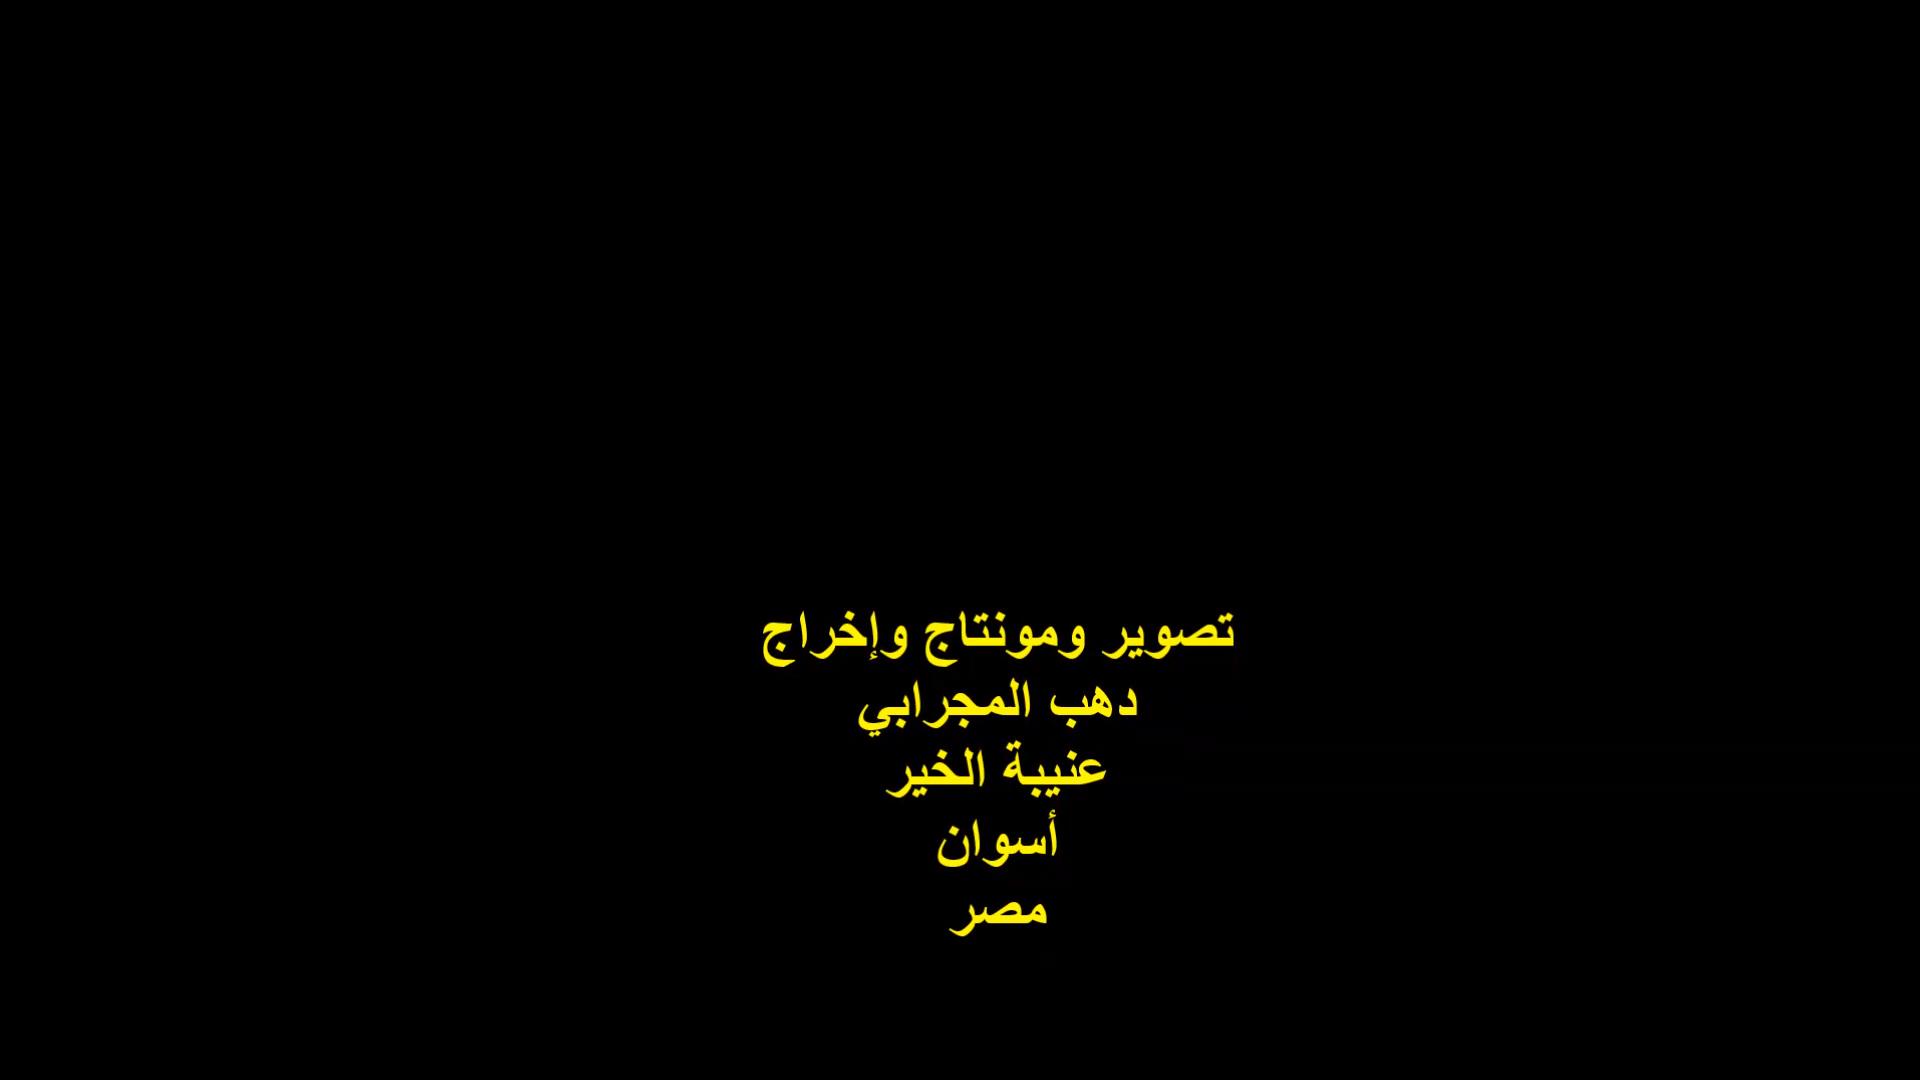 تصوير ومونتاج وإخراج
دهب المجرابي
عنيبة الخير
أسوان
مصر